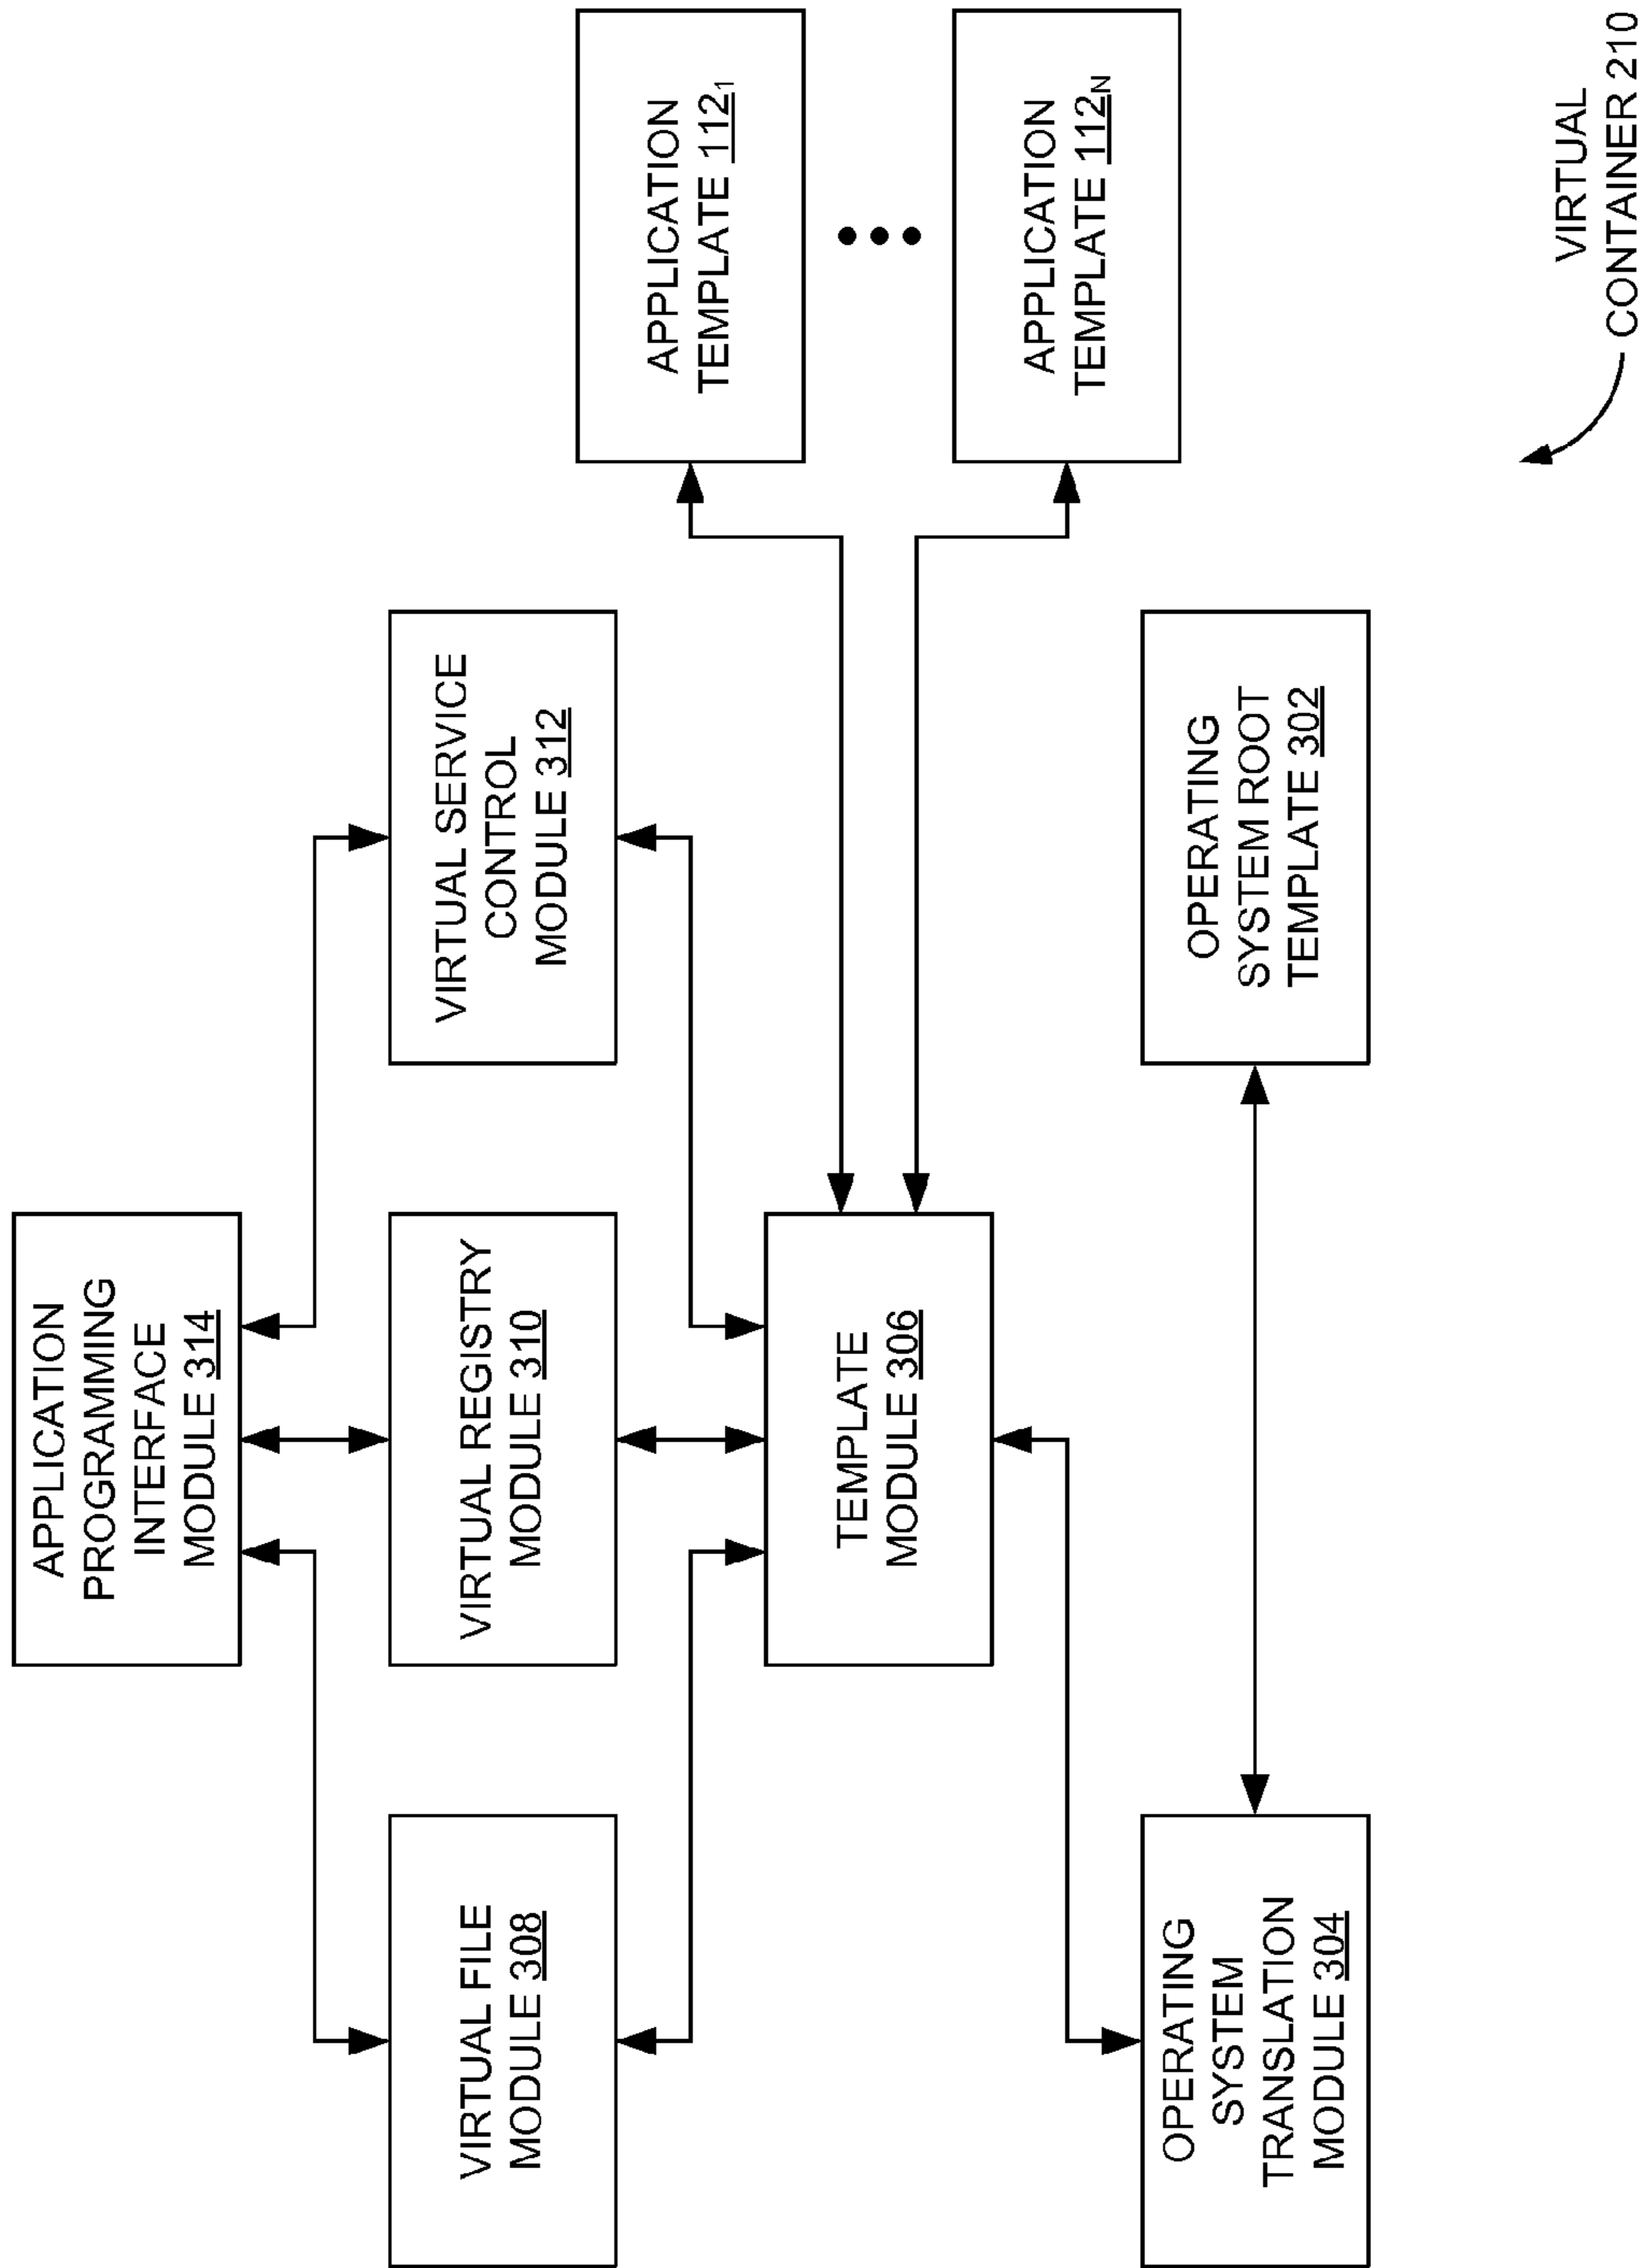 APPLICATION
PROGRAMMING
INTERFACE
MODULE 314
VIRTUAL FILE
MODULE 308
VIRTUAL REGISTRY
MODULE 310
VIRTUAL SERVICE
CONTROL
MODULE 312
TEMPLATE
MODULE 306
APPLICATION
TEMPLATE 112₁
APPLICATION
TEMPLATE 112N
OPERATING
SYSTEM
TRANSLATION
MODULE 304
OPERATING
SYSTEM ROOT
TEMPLATE 302
VIRTUAL
CONTAINER 210